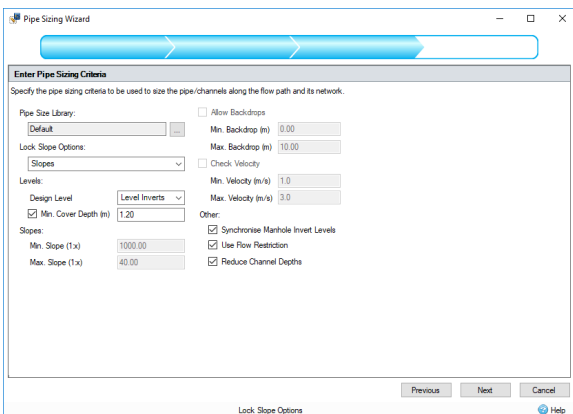 Pipe Sizing Wizard
Enter Pipe Sizing Criteria
Specify the pipe sizing criteria to be used to size the pipe/channels along the flow path and its network.
Pipe Size Library:
Default
...
Lock Slope Options:
Slopes
Levels:
Design Level Level Inverts
Min. Cover Depth (m) 1.20
Slopes:
Min. Slope (1:x) 1000.00
Max. Slope (1:x) 40.00
Allow Backdrops
Min. Backdrop (m) 0.00
Max. Backdrop (m) 10.00
Check Velocity
Min. Velocity (m/s) 1.0
Max. Velocity (m/s) 3.0
Other:
Synchronise Manhole Invert Levels
Use Flow Restriction
Reduce Channel Depths
Previous Next Cancel
Lock Slope Options Help